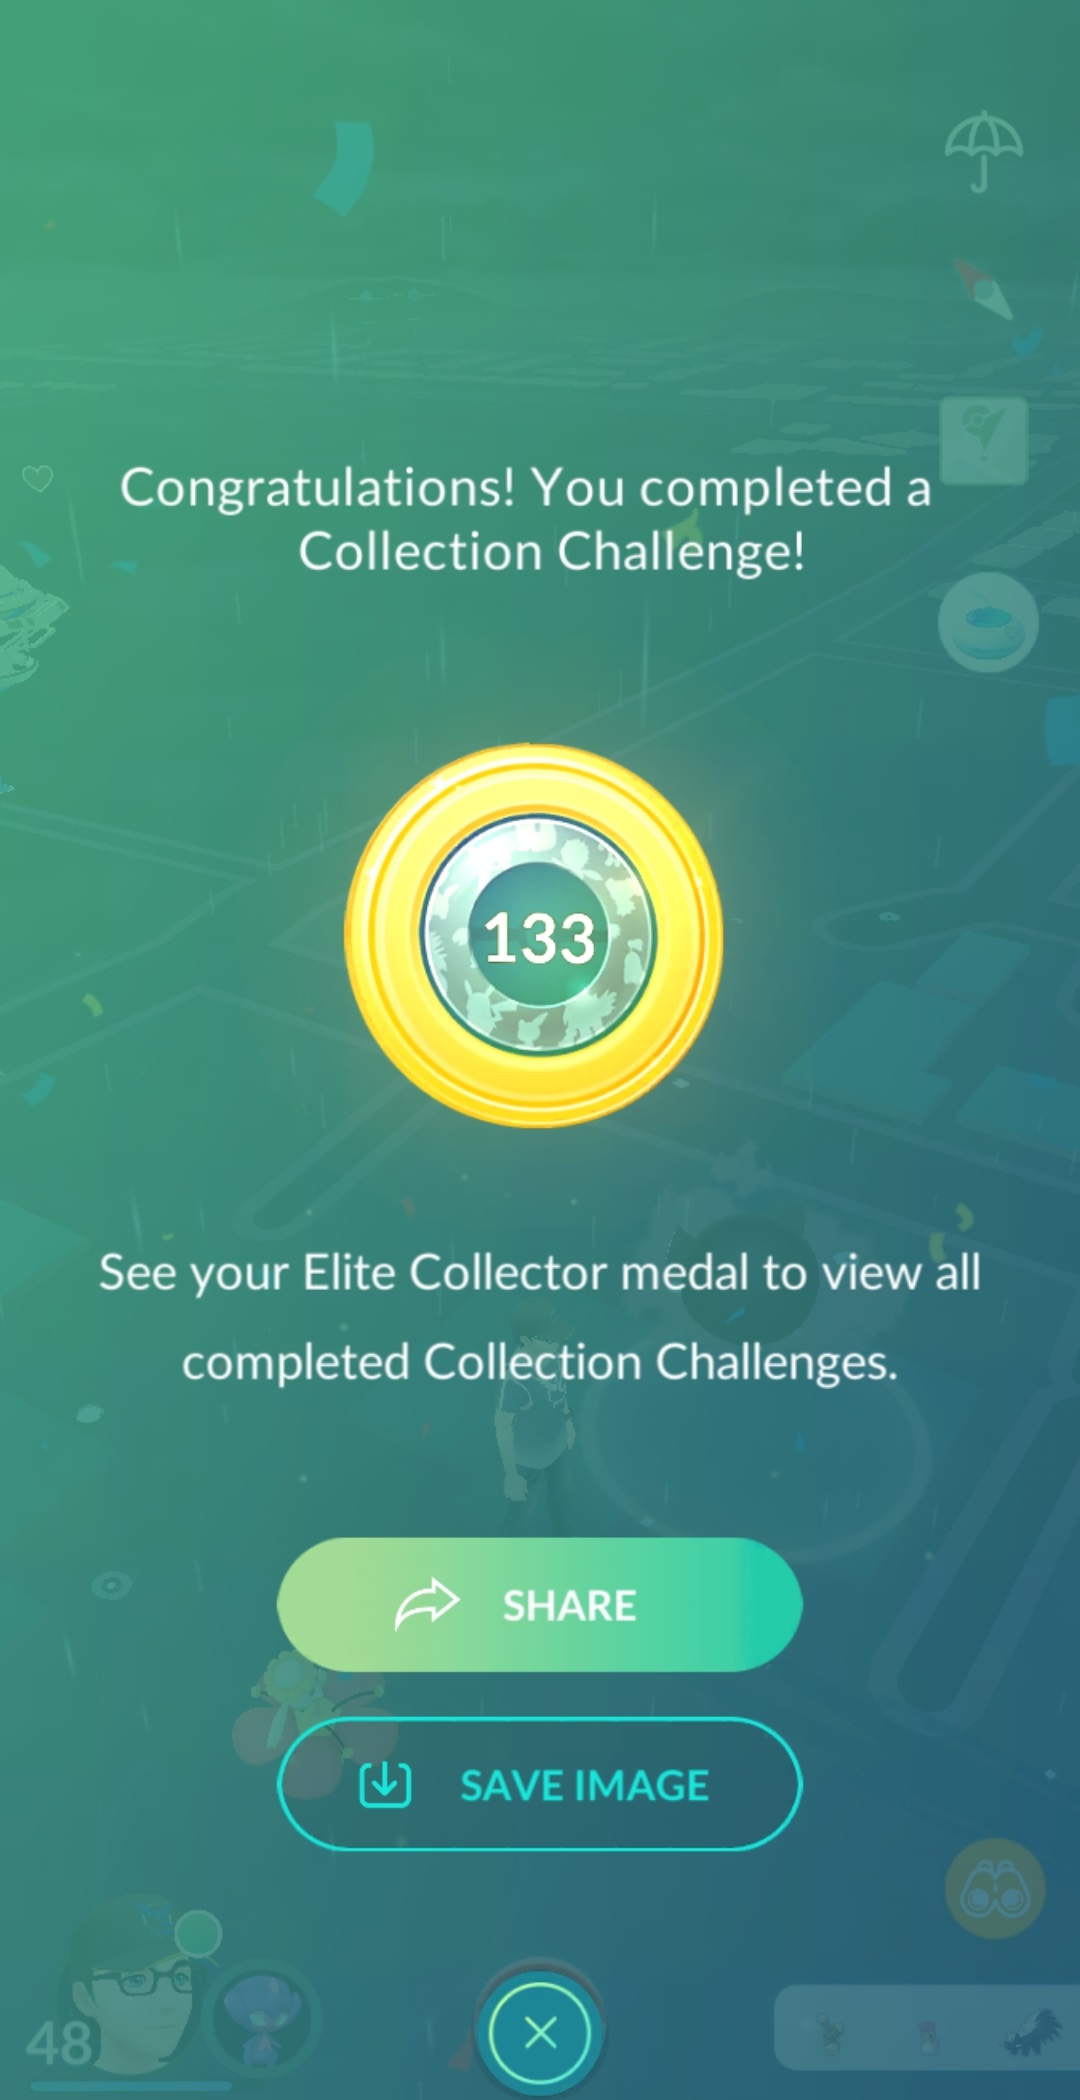 Congratulations! You completed a
Collection Challenge!
133
See your Elite Collector medal to view all
completed Collection Challenges.
SHARE
SAVE IMAGE
48